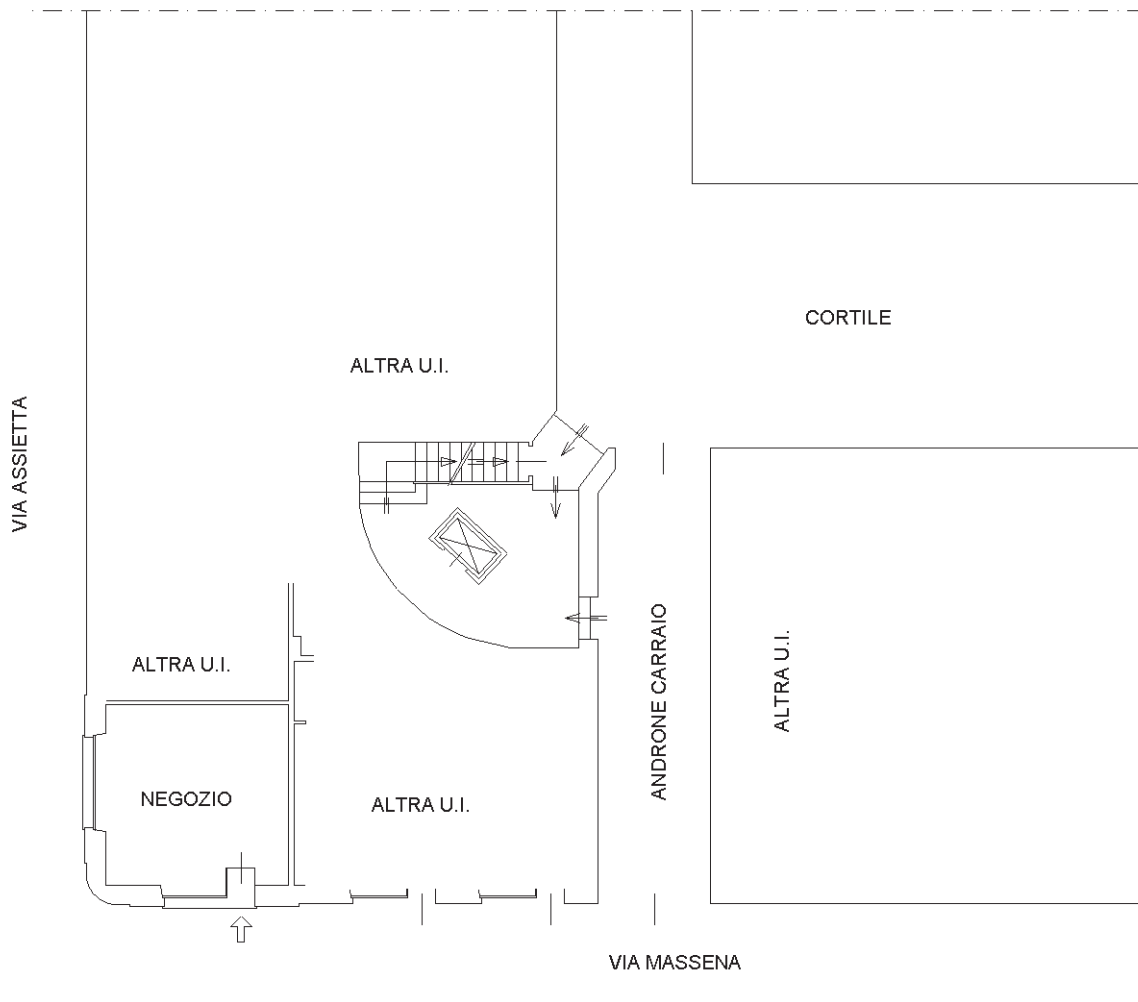 CORTILE
ALTRA U.I.
VIA ASSIETTA
ALTRA U.I.
ANDRONE CARRAIO
ALTRA U.I.
NEGOZIO
ALTRA U.I.
VIA MASSENA